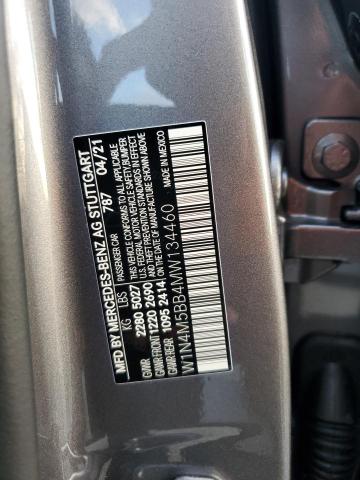 MFD BY MERCEDES-BENZ AG STUTTGART
787 04/21
PASSENGER CAR
THIS VEHICLE CONFORMS TO ALL APPLICABLE
U.S. FEDERAL MOTOR VEHICLE SAFETY, BUMPER
AND THEFT PREVENTION STANDARDS IN EFFECT ON THE DATE OF MANUFACTURE SHOWN ABOVE
KG LBS
GVWR 2280 5027
GAWR FRONT 1220 2690
GAWR REAR 1095 2414
MADE IN MEXICO
W1N4M5BB4MW134460